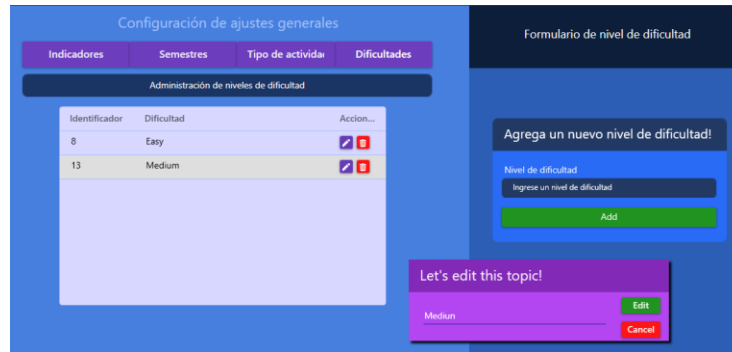 Configuración de ajustes generales
Indicadores Semestres Tipo de activida Dificultades
Administración de niveles de dificultad
Identificador Dificultad Accion...
8 Easy
13 Medium
Formulario de nivel de dificultad
Agrega un nuevo nivel de dificultad!
Nivel de dificultad
Ingrese un nivel de dificultad
Add
Let's edit this topic!
Mediun
Edit
Cancel